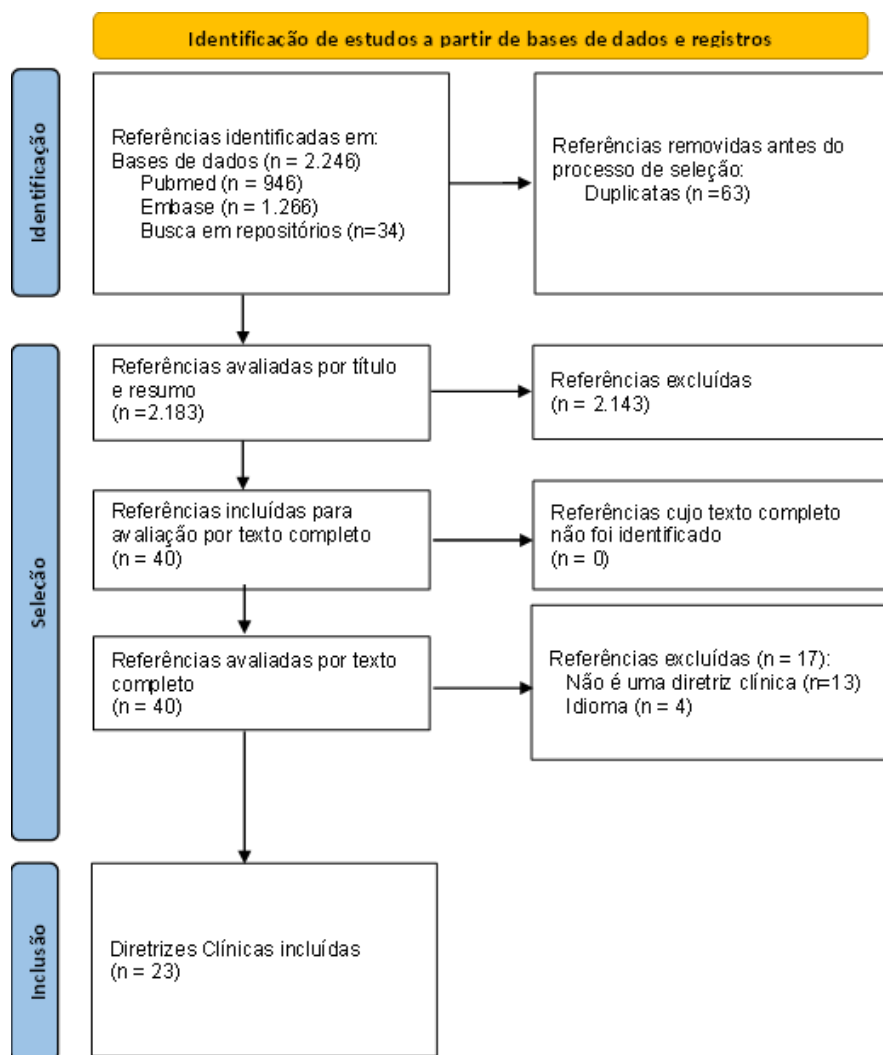 Identificação de estudos a partir de bases de dados e registros
Identificação
Referências identificadas em:
Bases de dados (n = 2.246)
Pubmed (n = 946)
Embase (n = 1.266)
Busca em repositórios (n=34)
Referências removidas antes do
processo de seleção:
Duplicatas (n =63)
Seleção
Referências avaliadas por título
e resumo
(n =2.183)
Referências excluídas
(n = 2.143)
Referências incluídas para
avaliação por texto completo
(n = 40)
Referências cujo texto completo
não foi identificado
(n = 0)
Referências avaliadas por texto
completo
(n = 40)
Referências excluídas (n = 17):
Não é uma diretriz clínica (n=13)
Idioma (n = 4)
Inclusão
Diretrizes Clínicas incluídas
(n = 23)